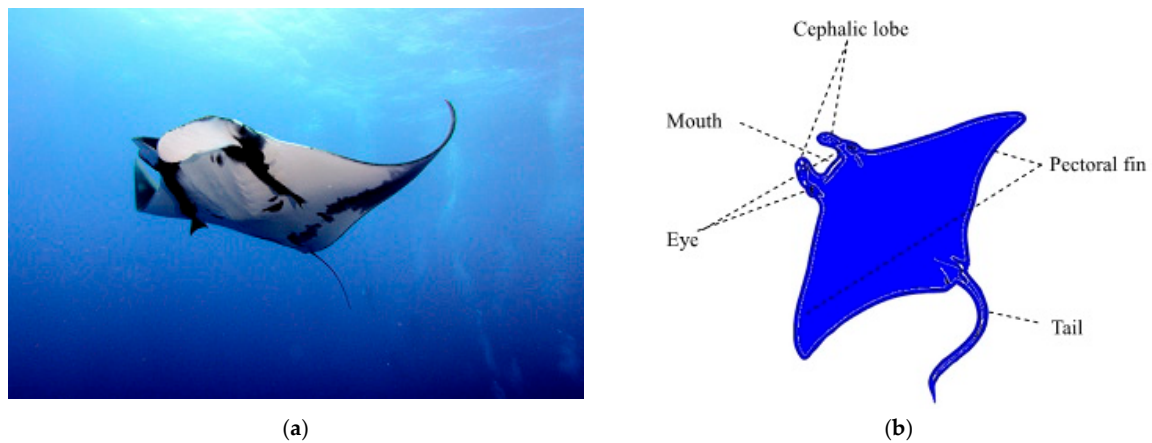 Cephalic lobe
Mouth
Pectoral fin
Eye
Tail
(a)
(b)